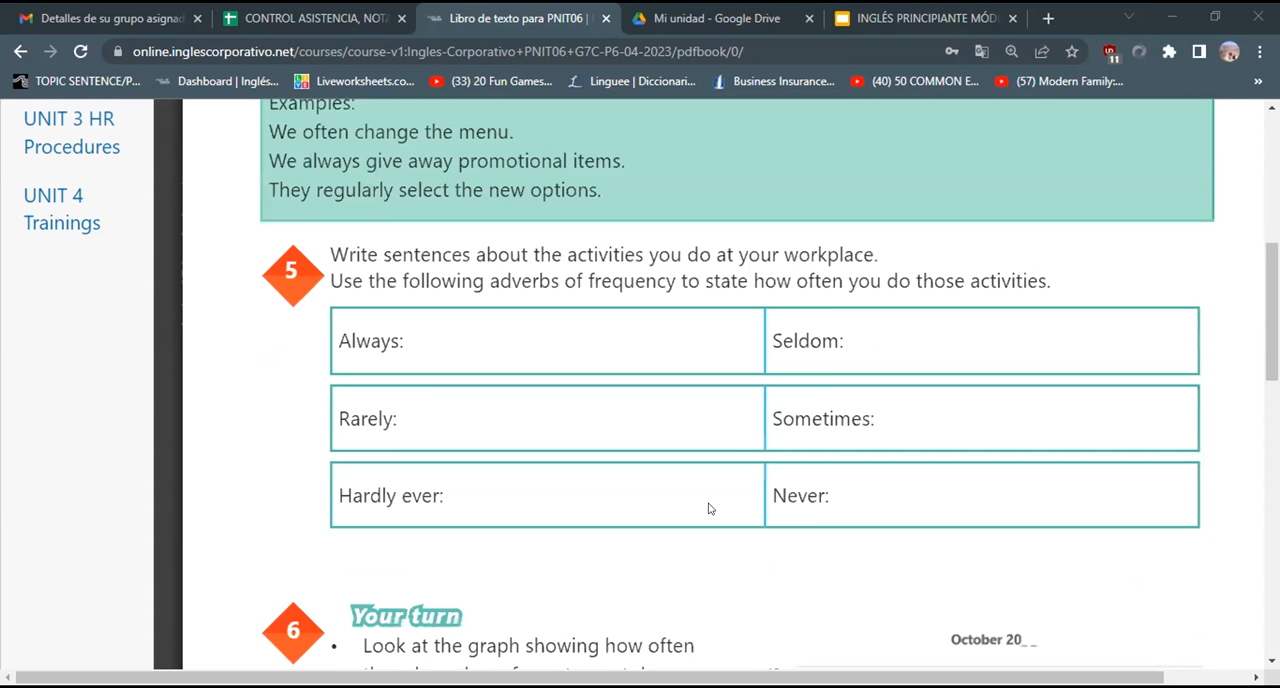 Detalles de su grupo asignad
CONTROL ASISTENCIA, NOTA
Libro de texto para PNIT06 |
Mi unidad - Google Drive
INGLÉS PRINCIPIANTE MÓDU
online.inglescorporativo.net/courses/course-v1:Ingles-Corporativo+PNIT06+G7C-P6-04-2023/pdfbook/0/
11
TOPIC SENTENCE/P...
Dashboard | Inglés...
Liveworksheets.co...
(33) 20 Fun Games...
Linguee | Diccionari...
Business Insurance...
(40) 50 COMMON E...
(57) Modern Family:...
»
UNIT 3 HR
Procedures
UNIT 4
Trainings
Examples:
We often change the menu.
We always give away promotional items.
They regularly select the new options.
5
Write sentences about the activities you do at your workplace.
Use the following adverbs of frequency to state how often you do those activities.
Always:
Seldom:
Rarely:
Sometimes:
Hardly ever:
Never:
6
Your turn
• Look at the graph showing how often
October 20__